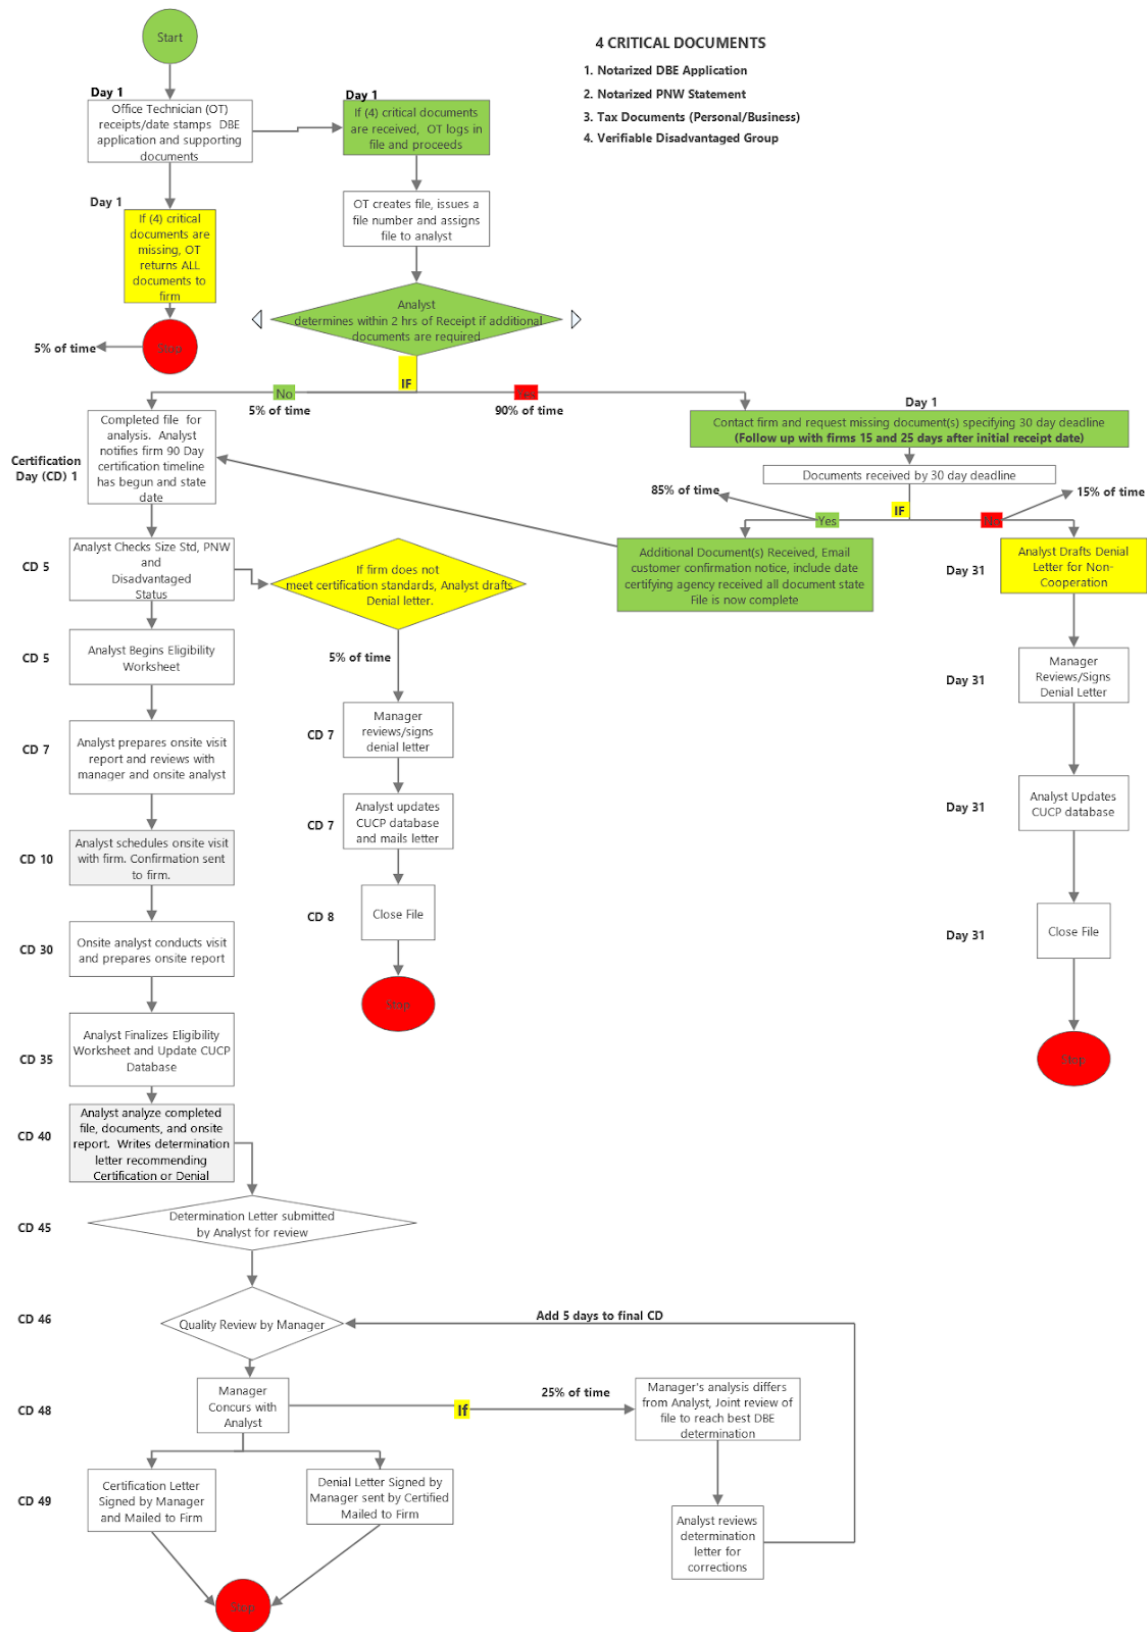 Start
4 CRITICAL DOCUMENTS
1. Notarized DBE Application
2. Notarized PNW Statement
3. Tax Documents (Personal/Business)
4. Verifiable Disadvantaged Group
Day 1
Office Technician (OT)
receipts/date stamps DBE
application and supporting
documents
Day 1
If (4) critical documents
are received, OT logs in
file and proceeds
Day 1
If (4) critical
documents are
missing, OT
returns ALL
documents to
firm
OT creates file, issues a
file number and assigns
file to analyst
Stop
5% of time
Analyst
determines within 2 hrs of Receipt if additional
documents are required
IF
No
5% of time
Yes
90% of time
Day 1
Contact firm and request missing document(s) specifying 30 day deadline
(Follow up with firms 15 and 25 days after initial receipt date)
Documents received by 30 day deadline
85% of time
15% of time
IF
Yes
No
Certification
Day (CD) 1
Completed file for
analysis. Analyst
notifies firm 90 Day
certification timeline
has begun and state
date
Additional Document(s) Received, Email
customer confirmation notice, include date
certifying agency received all document state
File is now complete
Day 31
Analyst Drafts Denial
Letter for Non-
Cooperation
CD 5
Analyst Checks Size Std, PNW
and
Disadvantaged
Status
If firm does not
meet certification standards, Analyst drafts
Denial letter.
5% of time
CD 5
Analyst Begins Eligibility
Worksheet
Day 31
Manager
Reviews/Signs
Denial Letter
CD 7
Analyst prepares onsite visit
report and reviews with
manager and onsite analyst
CD 7
Manager
reviews/signs
denial letter
CD 7
Analyst updates
CUCP database
and mails letter
Day 31
Analyst Updates
CUCP database
CD 10
Analyst schedules onsite visit
with firm. Confirmation sent
to firm.
CD 8
Close File
Day 31
Close File
CD 30
Onsite analyst conducts visit
and prepares onsite report
Stop
Stop
CD 35
Analyst Finalizes Eligibility
Worksheet and Update CUCP
Database
CD 40
Analyst analyze completed
file, documents, and onsite
report. Writes determination
letter recommending
Certification or Denial
CD 45
Determination Letter submitted
by Analyst for review
CD 46
Quality Review by Manager
Add 5 days to final CD
CD 48
Manager
Concurs with
Analyst
If
25% of time
Manager's analysis differs
from Analyst, Joint review of
file to reach best DBE
determination
CD 49
Certification Letter
Signed by Manager
and Mailed to Firm
Denial Letter Signed by
Manager sent by Certified
Mailed to Firm
Analyst reviews
determination
letter for
corrections
Stop